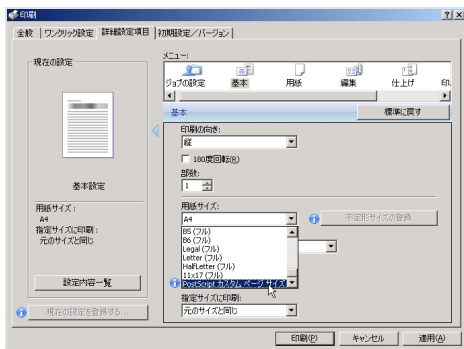 印刷
全般
ワンクリック設定
詳細設定項目
初期設定／バージョン
現在の設定
基本設定
用紙サイズ：
A4
指定サイズに印刷：
元のサイズと同じ
設定内容一覧
現在の設定を登録する...
メニュー：
ジョブの設定
基本
用紙
編集
仕上げ
基本
標準に戻す
印刷の向き：
縦
180度回転(R)
部数：
1
用紙サイズ：
A4
不定形サイズの登録
B5 (フル)
B6 (フル)
Legal (フル)
Letter (フル)
HalfLetter (フル)
11x17 (フル)
PostScript カスタム ページ サイズ
指定サイズに印刷：
元のサイズと同じ
印刷(P)
キャンセル
適用(A)